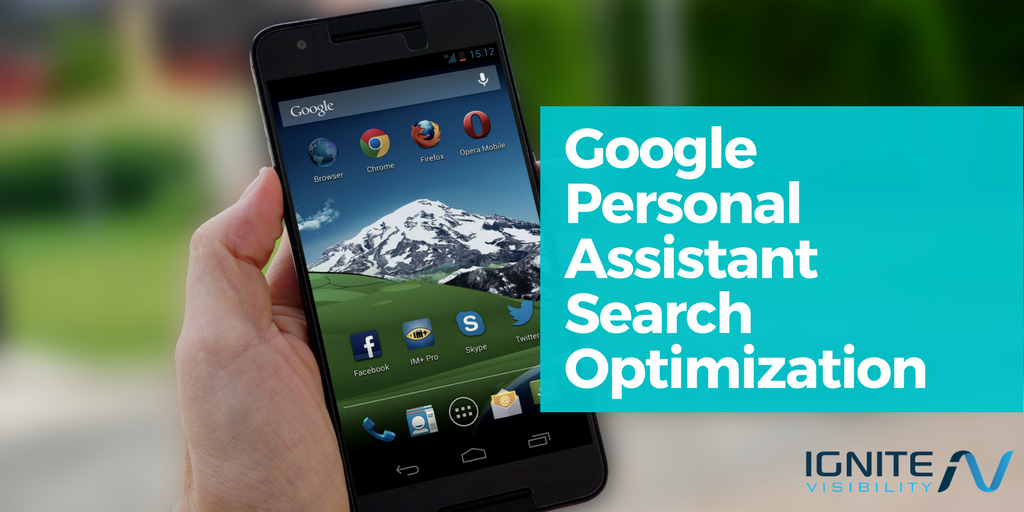 15:12
Google
Browser
Chrome
Firefox
Opera Mobile
Facebook
IM+ Pro
Skype
Twitter
Google
Personal
Assistant
Search
Optimization
IGNITE
VISIBILITY